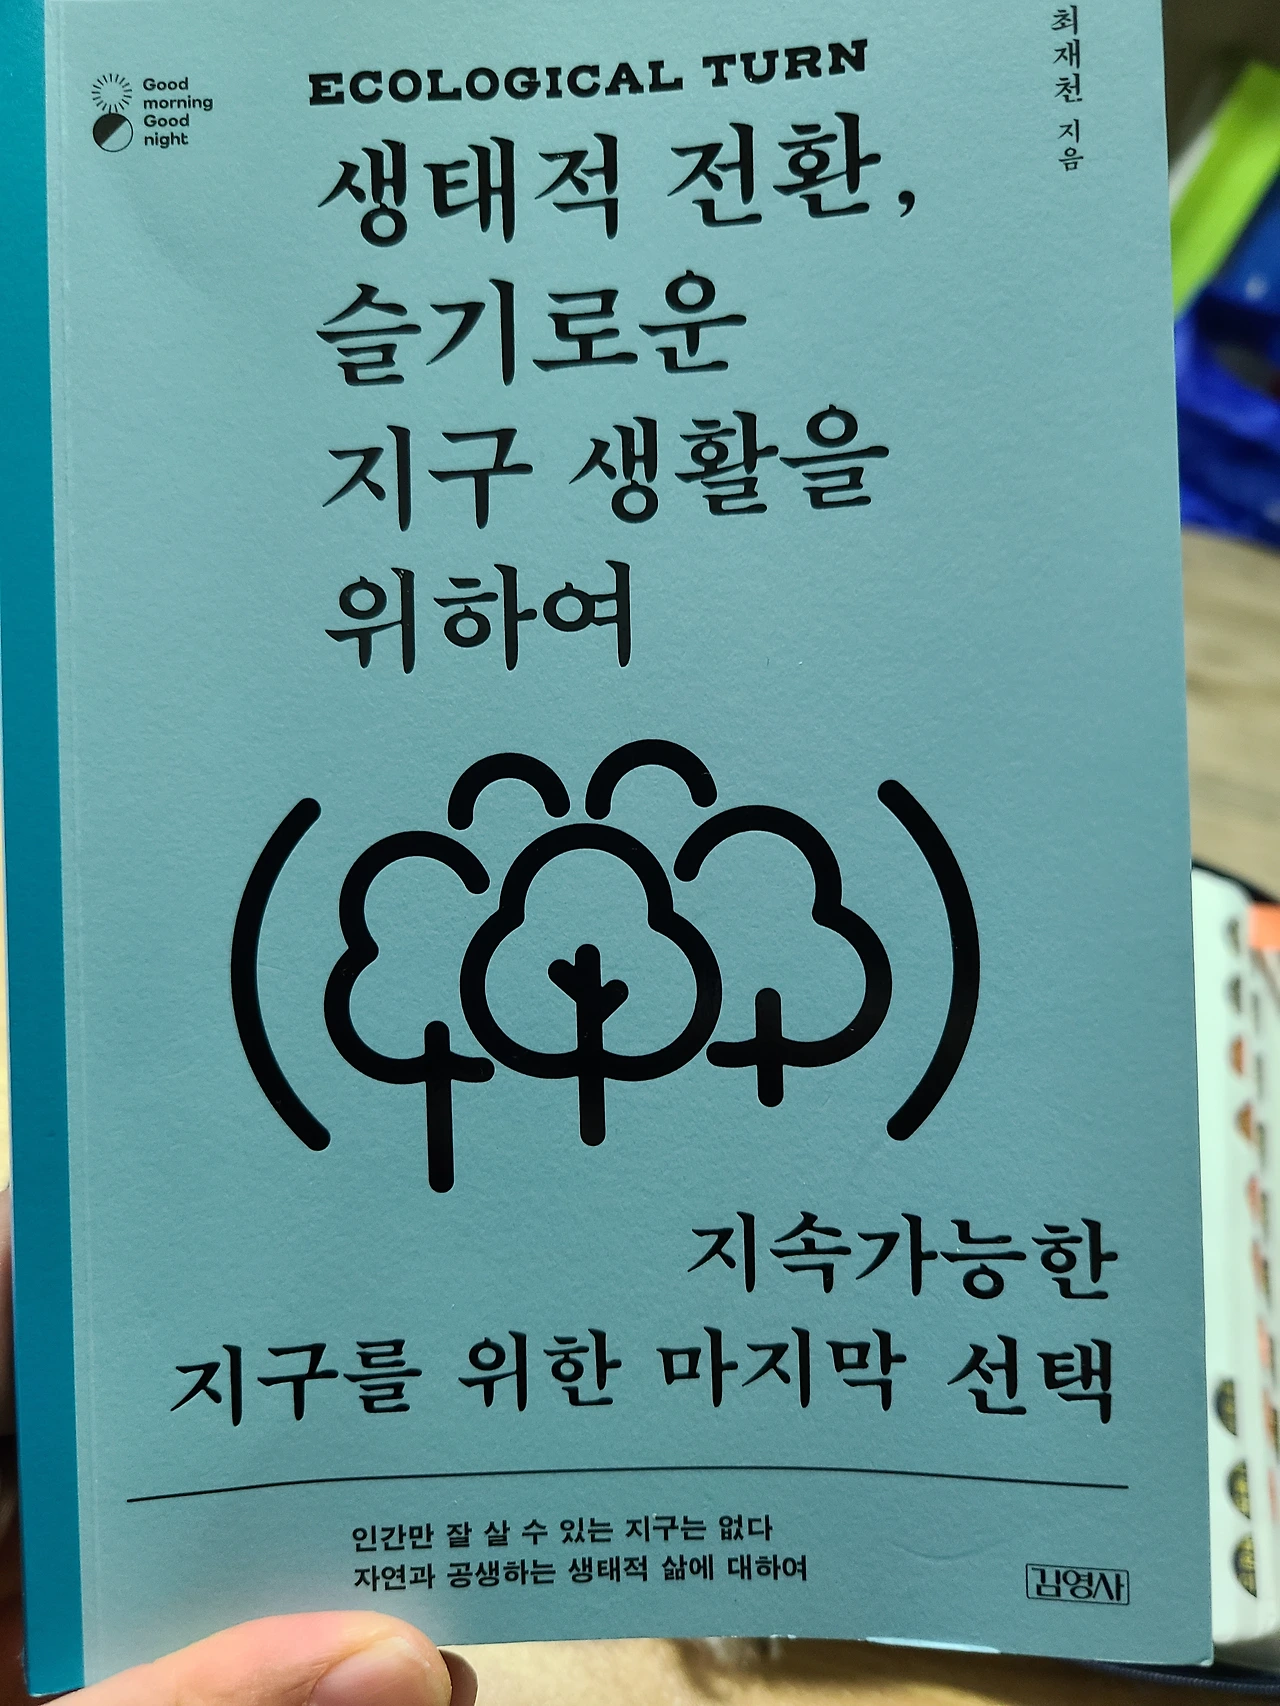 Good
morning
Good
night
ECOLOGICAL TURN
최재천 지음
생태적 전환,
슬기로운
지구 생활을
위하여
지속가능한
지구를 위한 마지막 선택
인간만 잘 살 수 있는 지구는 없다
자연과 공생하는 생태적 삶에 대하여
김영사